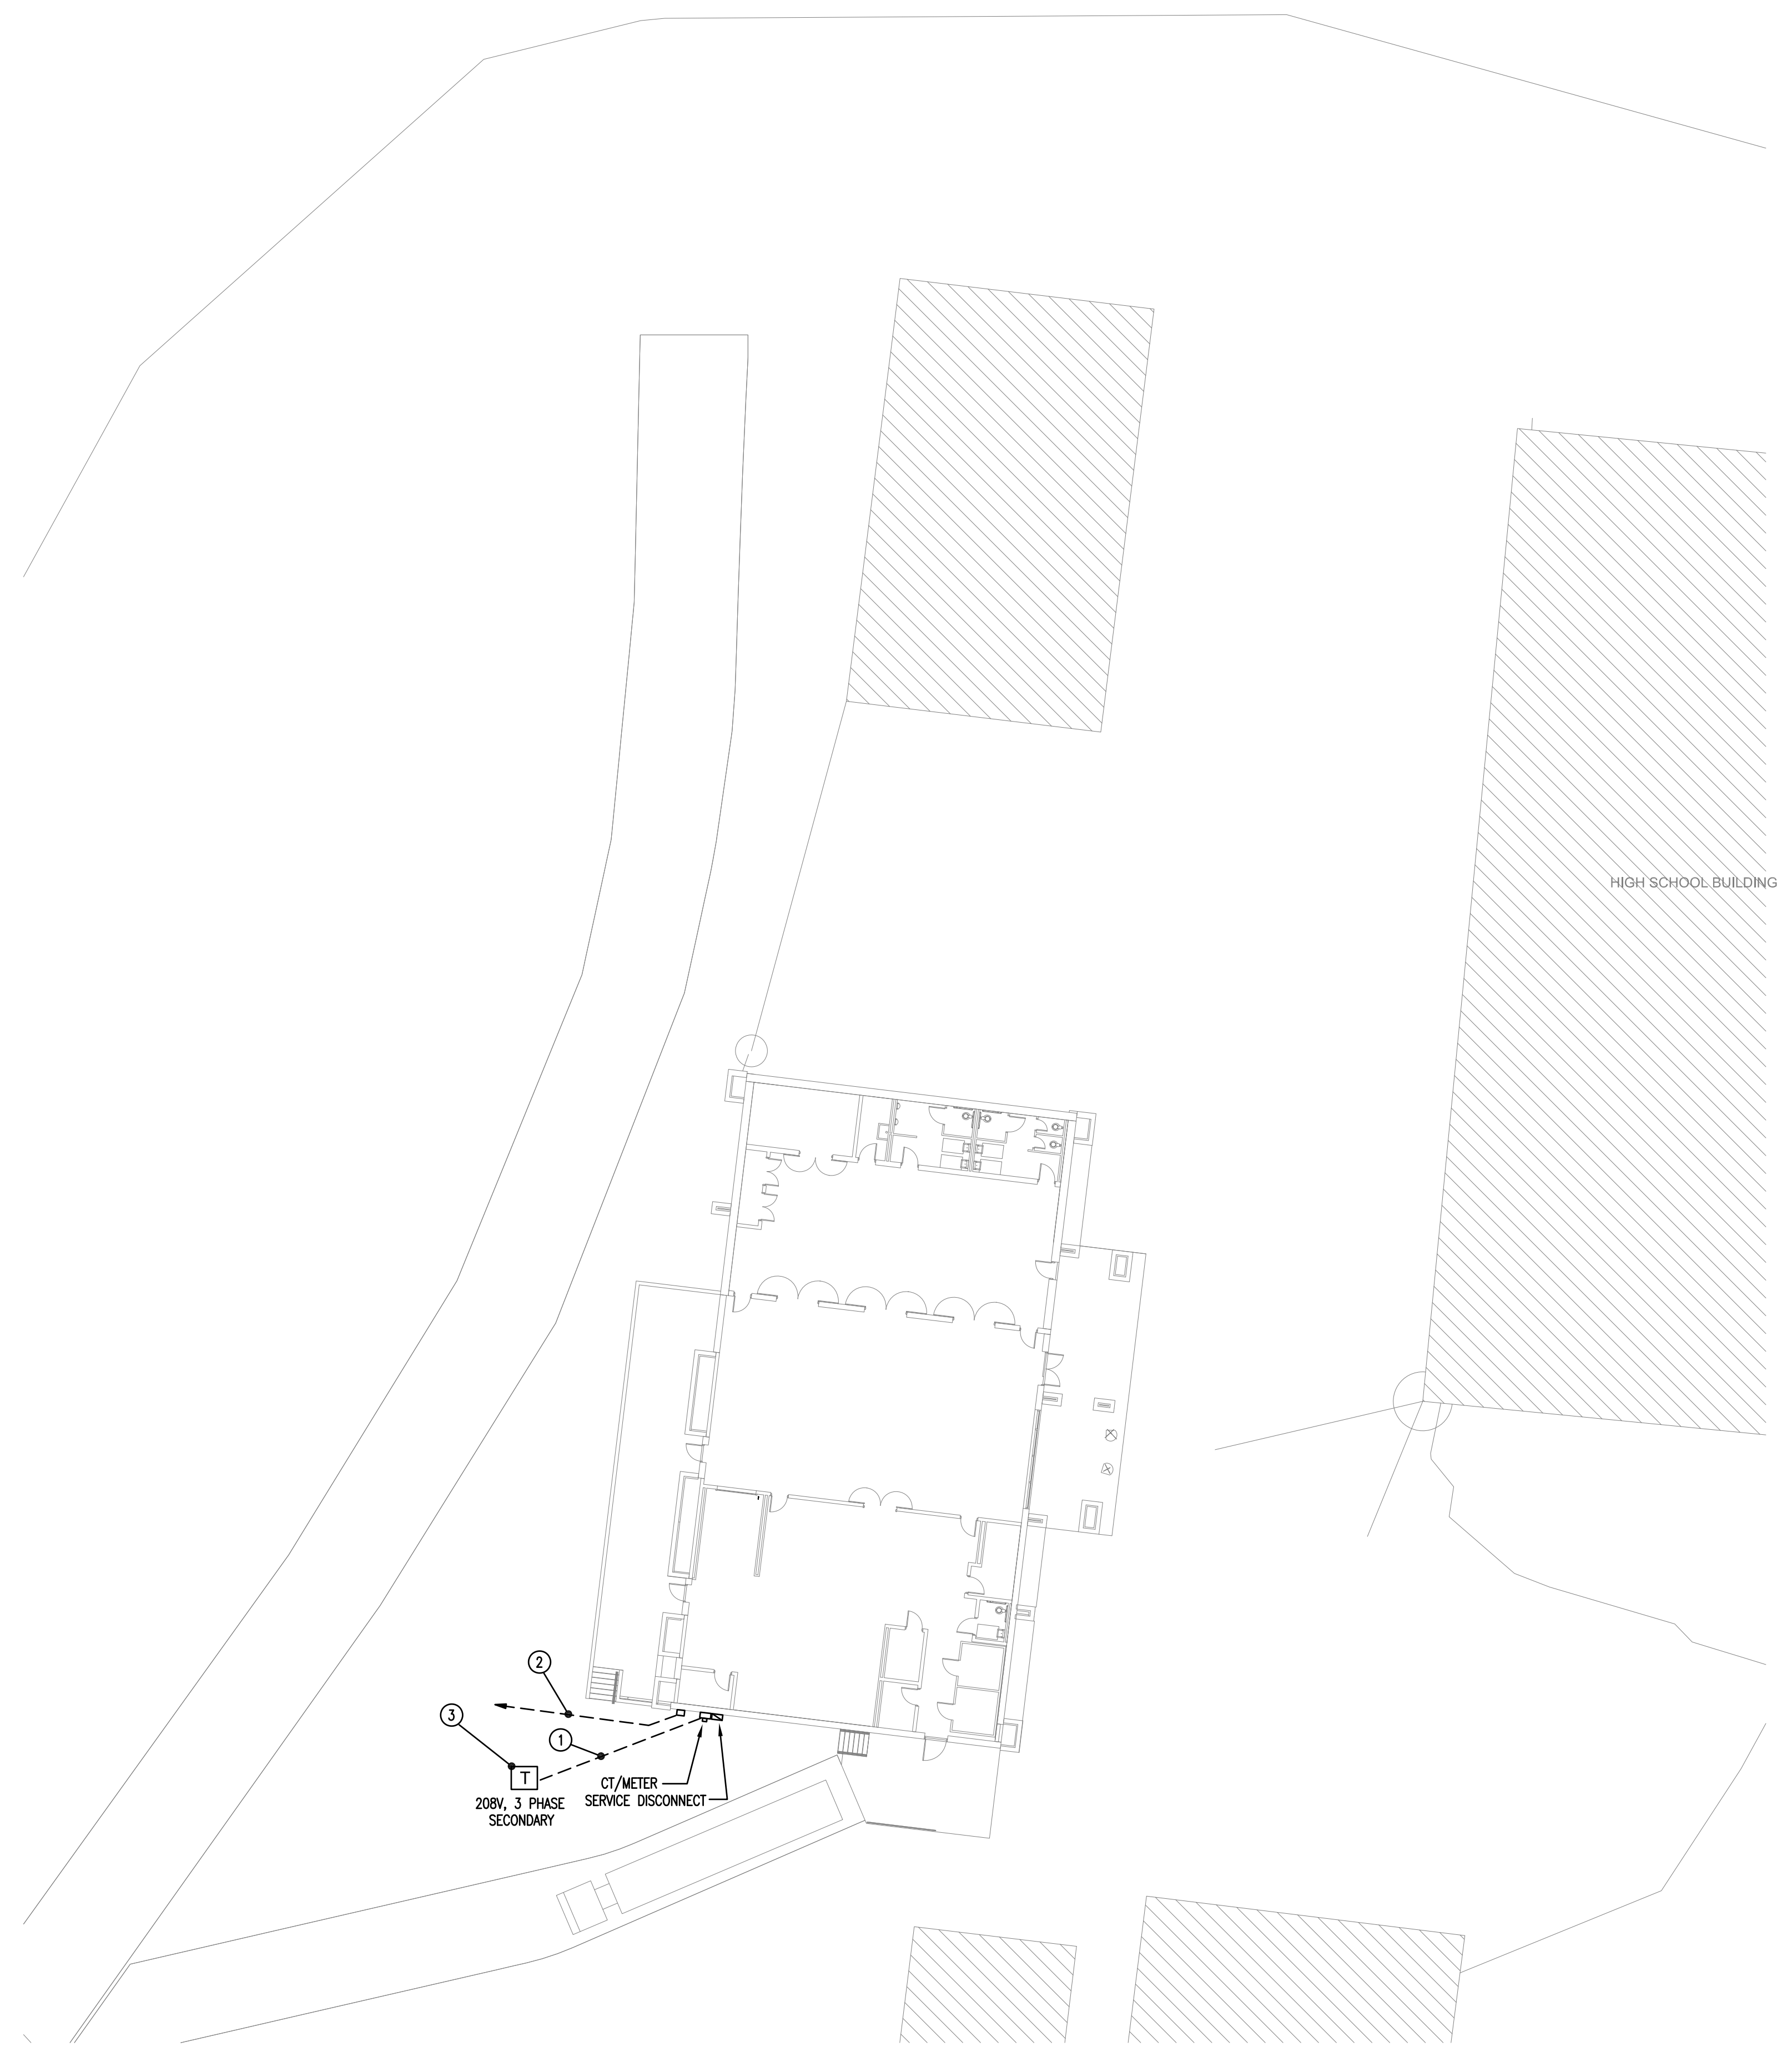 HIGH SCHOOL BUILDING
2
3
1
T
CT/METER
SERVICE DISCONNECT
208V, 3 PHASE
SECONDARY